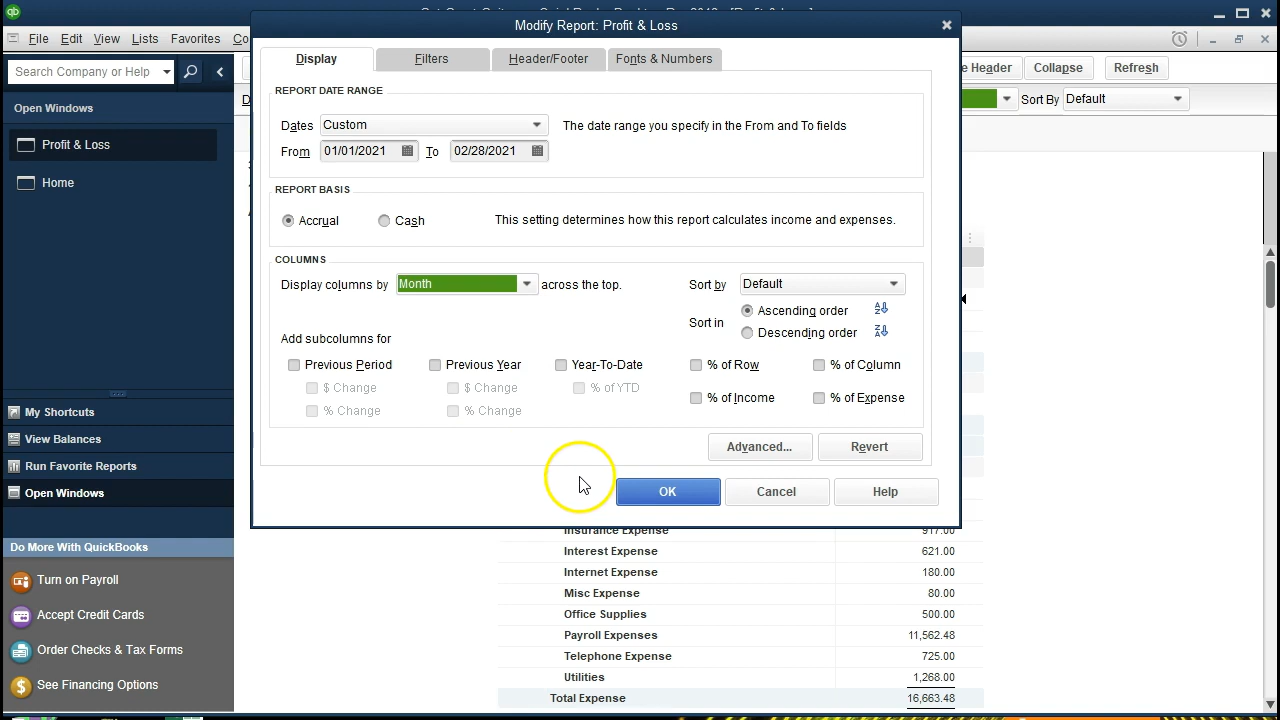 Modify Report: Profit & Loss
File Edit View Lists Favorites Co
Search Company or Help
Display Filters Header/Footer Fonts & Numbers
Header Collapse Refresh
Sort By Default
Open Windows
Profit & Loss
Home
REPORT DATE RANGE
Dates Custom The date range you specify in the From and To fields
From 01/01/2021 To 02/28/2021
REPORT BASIS
Accrual Cash This setting determines how this report calculates income and expenses.
COLUMNS
Display columns by Month across the top. Sort by Default
Sort in Ascending order
Descending order
Add subcolumns for
Previous Period Previous Year Year-To-Date % of Row % of Column
$ Change $ Change % of YTD
% Change % Change % of Income % of Expense
Advanced... Revert
OK Cancel Help
My Shortcuts
View Balances
Run Favorite Reports
Open Windows
Do More With QuickBooks
Turn on Payroll
Accept Credit Cards
Order Checks & Tax Forms
See Financing Options
Insurance Expense 917.00
Interest Expense 621.00
Internet Expense 180.00
Misc Expense 80.00
Office Supplies 500.00
Payroll Expenses 11,562.48
Telephone Expense 725.00
Utilities 1,268.00
Total Expense 16,663.48